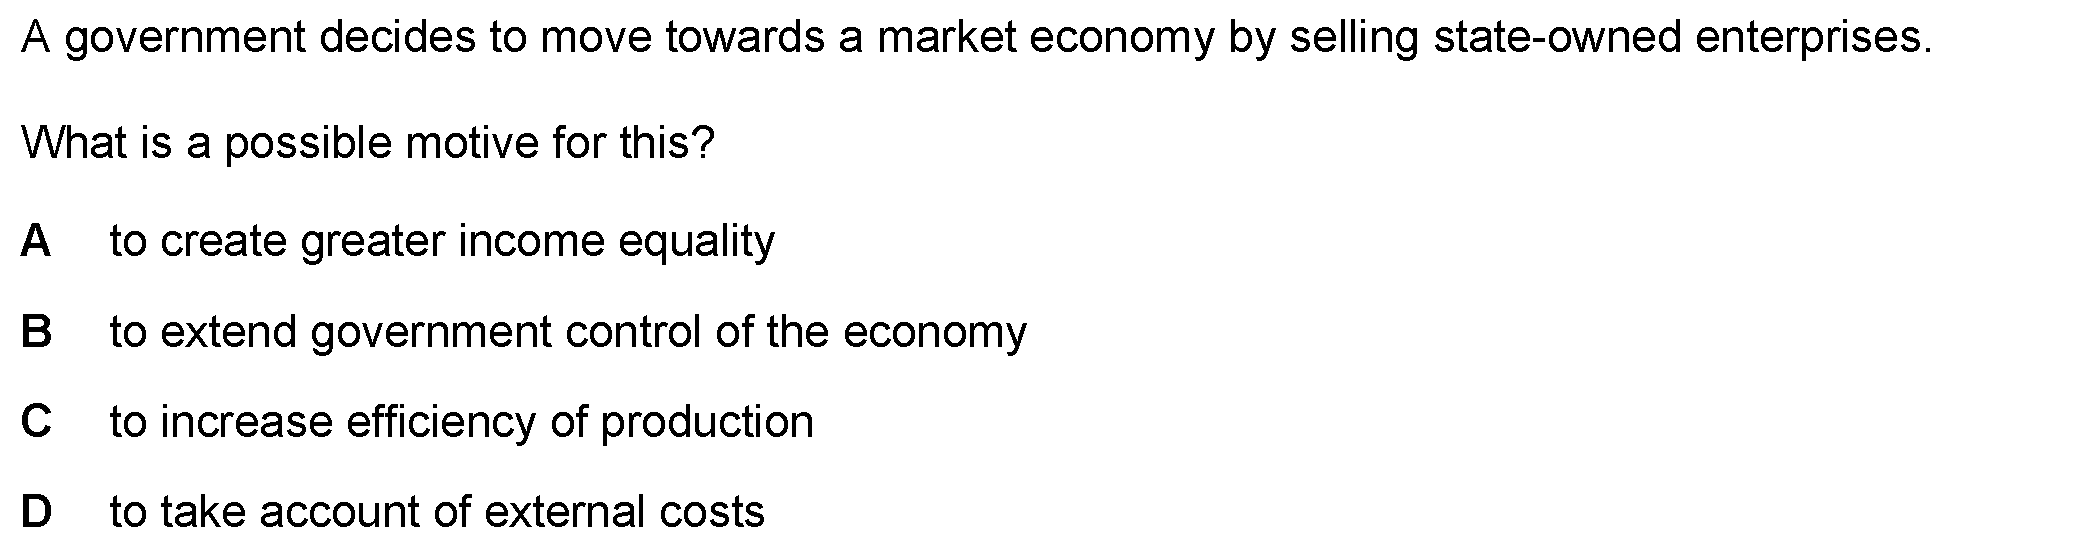 A government decides to move towards a market economy by selling state-owned enterprises.
What is a possible motive for this?
A to create greater income equality
B to extend government control of the economy
C to increase efficiency of production
D to take account of external costs